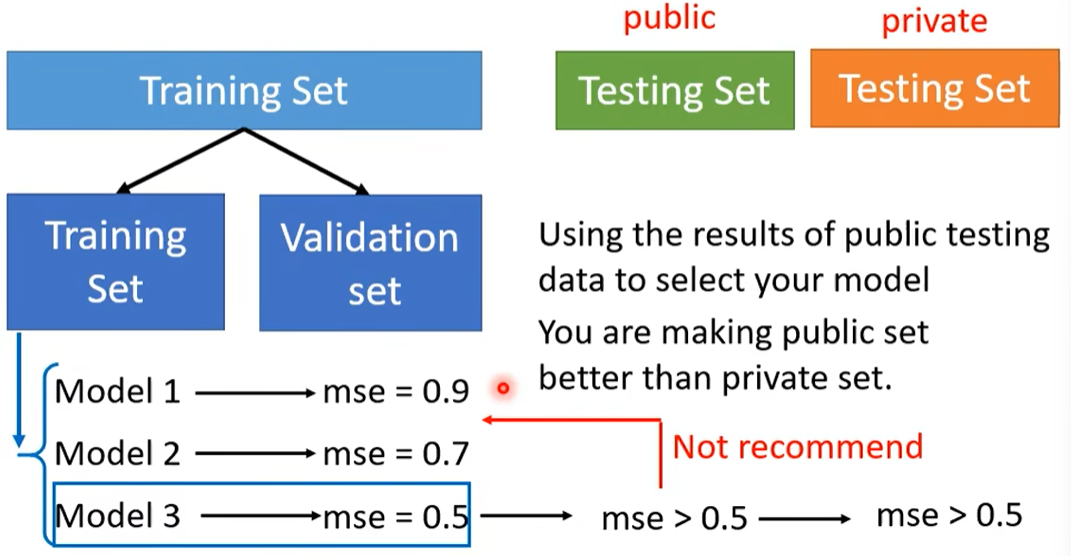 public
private
Training Set
Testing Set
Testing Set
Training
Set
Validation
set
Using the results of public testing
data to select your model
You are making public set
better than private set.
Model 1
mse = 0.9
Model 2
mse = 0.7
Not recommend
Model 3
mse = 0.5
mse > 0.5
mse > 0.5